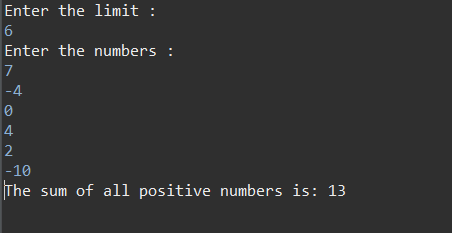 Enter the limit :
6
Enter the numbers :
7
-4
0
4
2
-10
The sum of all positive numbers is: 13